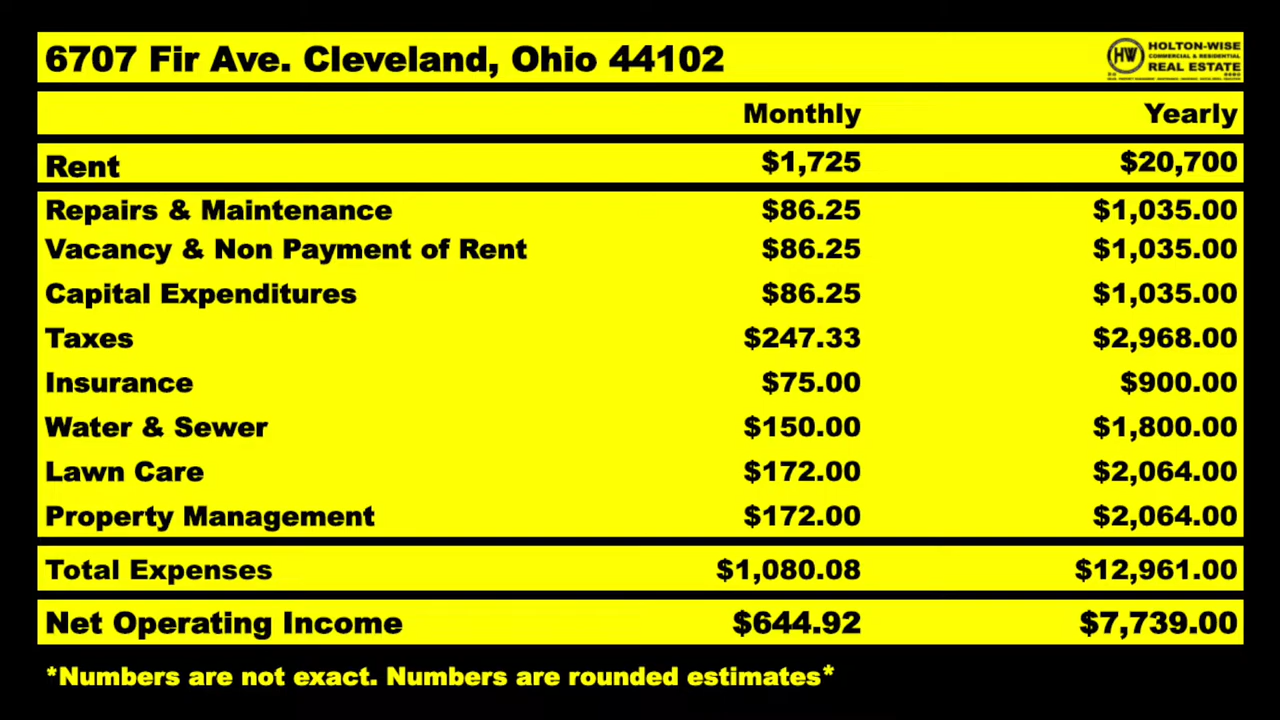 6707 Fir Ave. Cleveland, Ohio 44102
HW
HOLTON-WISE
COMMERCIAL & RESIDENTIAL
REAL ESTATE
Monthly Yearly
Rent $1,725 $20,700
Repairs & Maintenance $86.25 $1,035.00
Vacancy & Non Payment of Rent $86.25 $1,035.00
Capital Expenditures $86.25 $1,035.00
Taxes $247.33 $2,968.00
Insurance $75.00 $900.00
Water & Sewer $150.00 $1,800.00
Lawn Care $172.00 $2,064.00
Property Management $172.00 $2,064.00
Total Expenses $1,080.08 $12,961.00
Net Operating Income $644.92 $7,739.00
*Numbers are not exact. Numbers are rounded estimates*